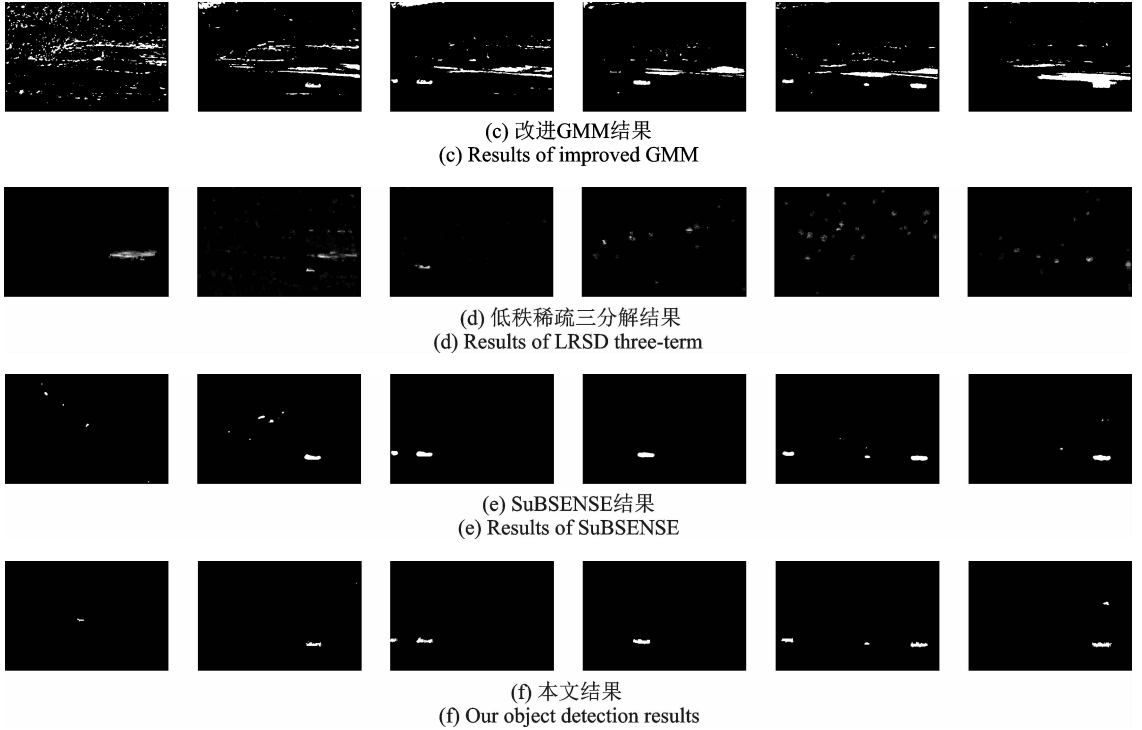 (c) 改进GMM结果
(c) Results of improved GMM
(d) 低秩稀疏三分解结果
(d) Results of LRSD three-term
(e) SuBSENSE结果
(e) Results of SuBSENSE
(f) 本文结果
(f) Our object detection results